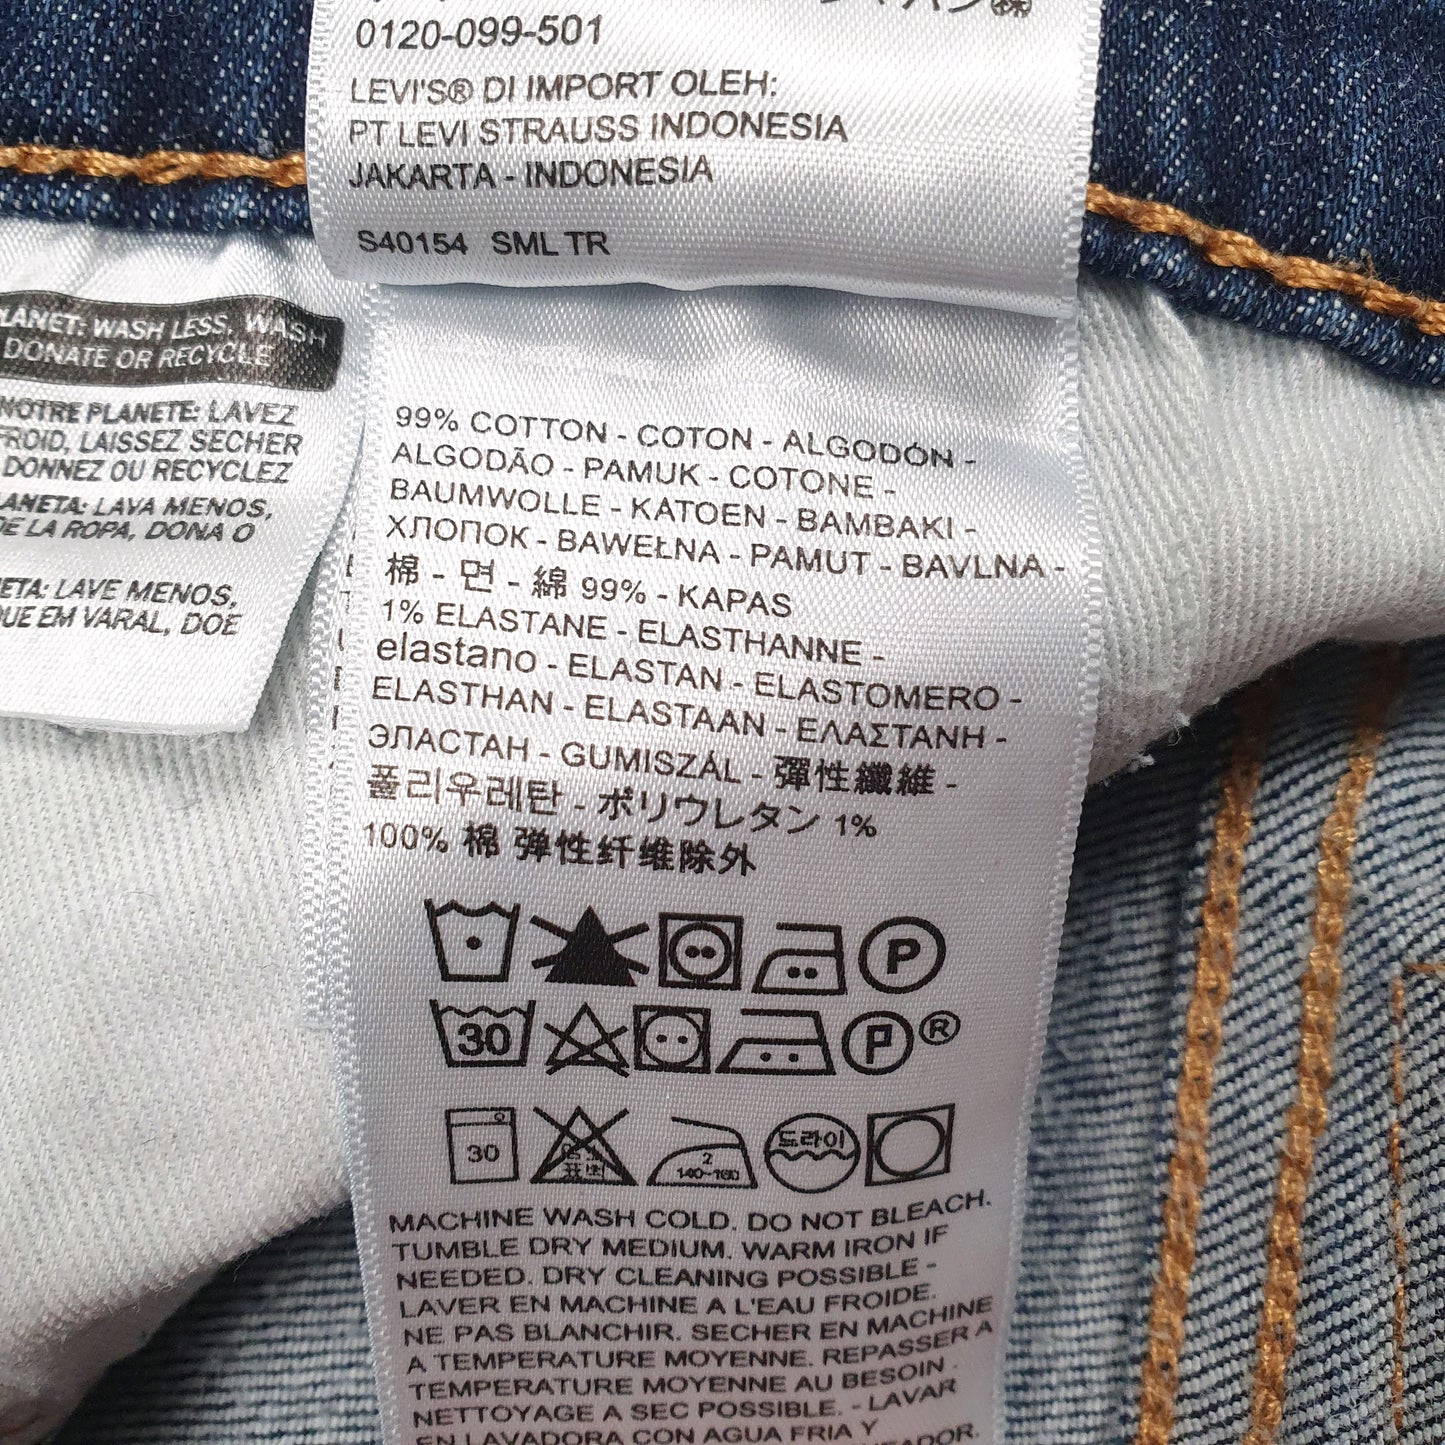 0120-099-501
LEVI'S® DI IMPORT OLEH:
PT LEVI STRAUSS INDONESIA
JAKARTA - INDONESIA
S40154 SML TR
WASH LESS, WASH
DONATE OR RECYCLE
NOTRE PLANETE: LAVEZ
LAISSEZ SECHER
DONNEZ OU RECYCLEZ
LAVA MENOS,
DE LA ROPA, DONA O
LAVE MENOS,
QUE EM VARAL, DOE
99% COTTON - COTON - ALGODÓN -
ALGODÃO - PAMUK - COTONE -
BAUMWOLLE - KATOEN - BAMBAKI -
ХЛОПОК - BAWEŁNA - PAMUT - BAVLNA -
棉 - 면 - 綿 99% - KAPAS
1% ELASTANE - ELASTHANNE -
elastano - ELASTAN - ELASTOMERO -
ELASTHAN - ELASTAAN - ΕΛΑΣΤΑΝΗ -
ЭЛАСТАН - GUMISZÁL - 彈性纖維 -
폴리우레탄 - ポリウレタン 1%
100% 棉 弹性纤维除外
P
30 P ®
30 2 140~160 드라이
MACHINE WASH COLD. DO NOT BLEACH.
TUMBLE DRY MEDIUM. WARM IRON IF
NEEDED. DRY CLEANING POSSIBLE -
LAVER EN MACHINE A L'EAU FROIDE.
NE PAS BLANCHIR. SECHER EN MACHINE
A TEMPERATURE MOYENNE. REPASSER A
TEMPERATURE MOYENNE AU BESOIN.
NETTOYAGE A SEC POSSIBLE. - LAVAR
EN LAVADORA CON AGUA FRIA Y